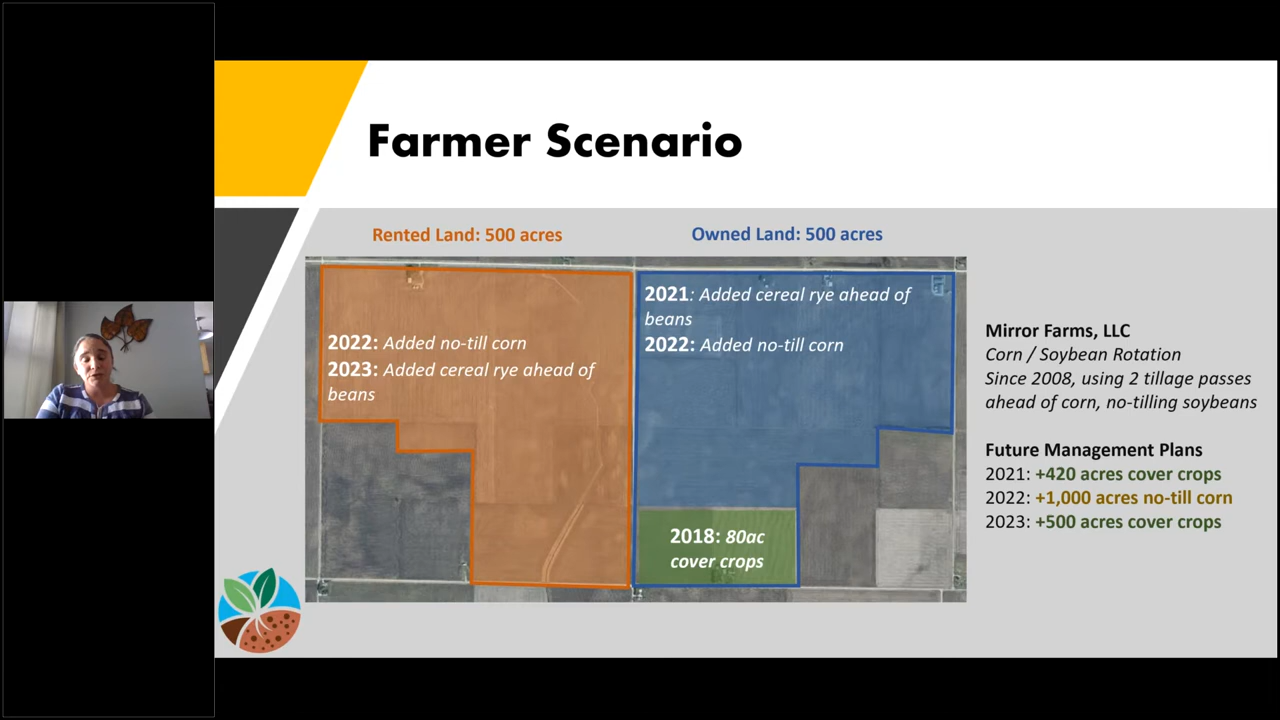 Farmer Scenario
Rented Land: 500 acres
Owned Land: 500 acres
2022: Added no-till corn
2023: Added cereal rye ahead of
beans
2021: Added cereal rye ahead of
beans
2022: Added no-till corn
2018: 80ac
cover crops
Mirror Farms, LLC
Corn / Soybean Rotation
Since 2008, using 2 tillage passes
ahead of corn, no-tilling soybeans
Future Management Plans
2021: +420 acres cover crops
2022: +1,000 acres no-till corn
2023: +500 acres cover crops